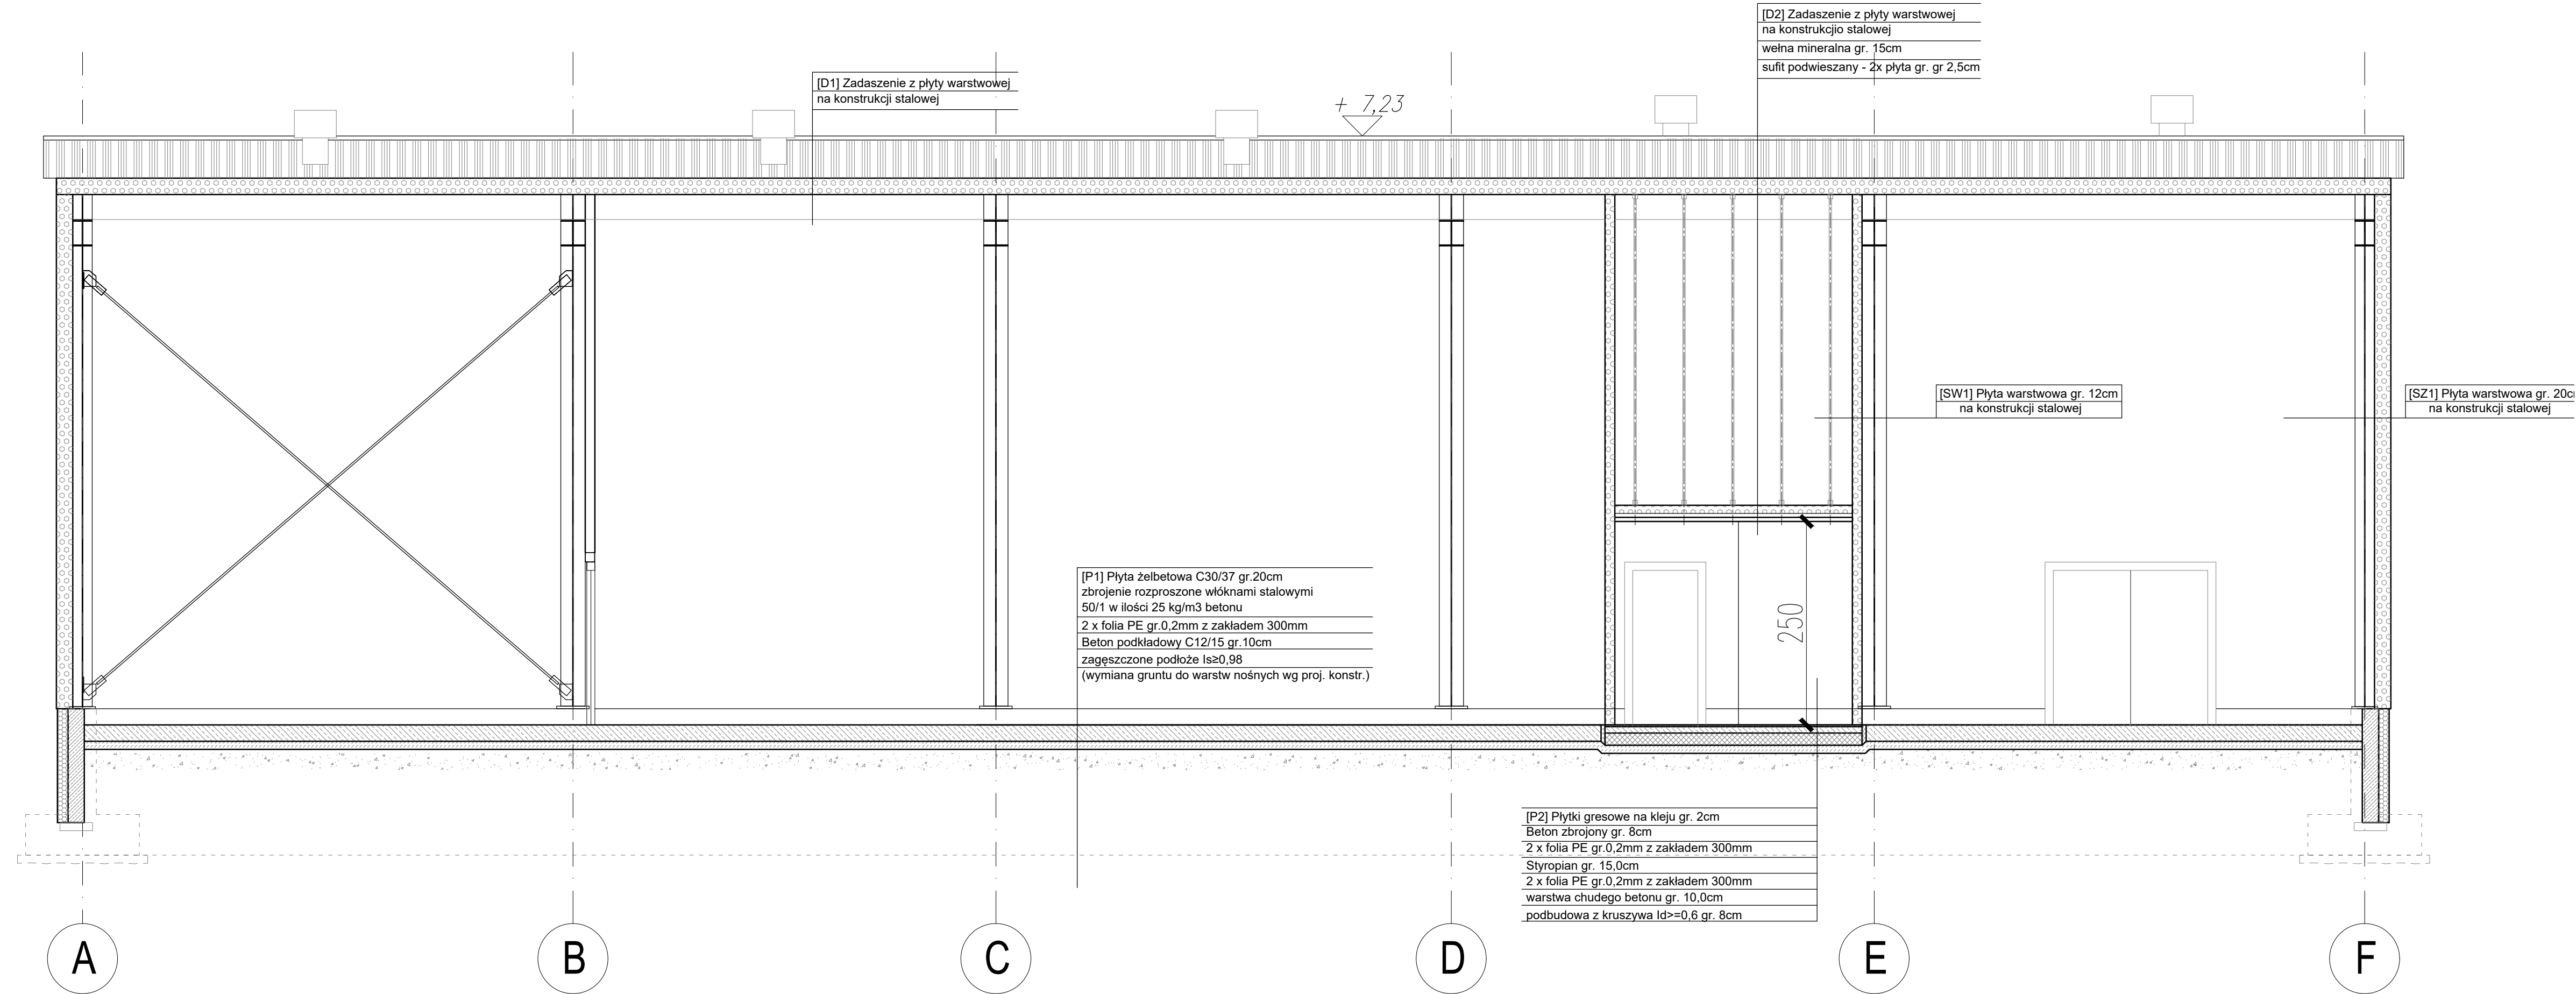 [D2] Zadaszenie z płyty warstwowej
na konstrukcjio stalowej
wełna mineralna gr. 15cm
sufit podwieszany - 2x płyta gr. gr 2,5cm
[D1] Zadaszenie z płyty warstwowej
na konstrukcji stalowej
+ 7,23
[SW1] Płyta warstwowa gr. 12cm
na konstrukcji stalowej
[SZ1] Płyta warstwowa gr. 20c
na konstrukcji stalowej
[P1] Płyta żelbetowa C30/37 gr.20cm
zbrojenie rozproszone włóknami stalowymi
50/1 w ilości 25 kg/m3 betonu
2 x folia PE gr.0,2mm z zakładem 300mm
Beton podkładowy C12/15 gr.10cm
zagęszczone podłoże Is≥0,98
(wymiana gruntu do warstw nośnych wg proj. konstr.)
250
[P2] Płytki gresowe na kleju gr. 2cm
Beton zbrojony gr. 8cm
2 x folia PE gr.0,2mm z zakładem 300mm
Styropian gr. 15,0cm
2 x folia PE gr.0,2mm z zakładem 300mm
warstwa chudego betonu gr. 10,0cm
podbudowa z kruszywa Id>=0,6 gr. 8cm
A B C D E F